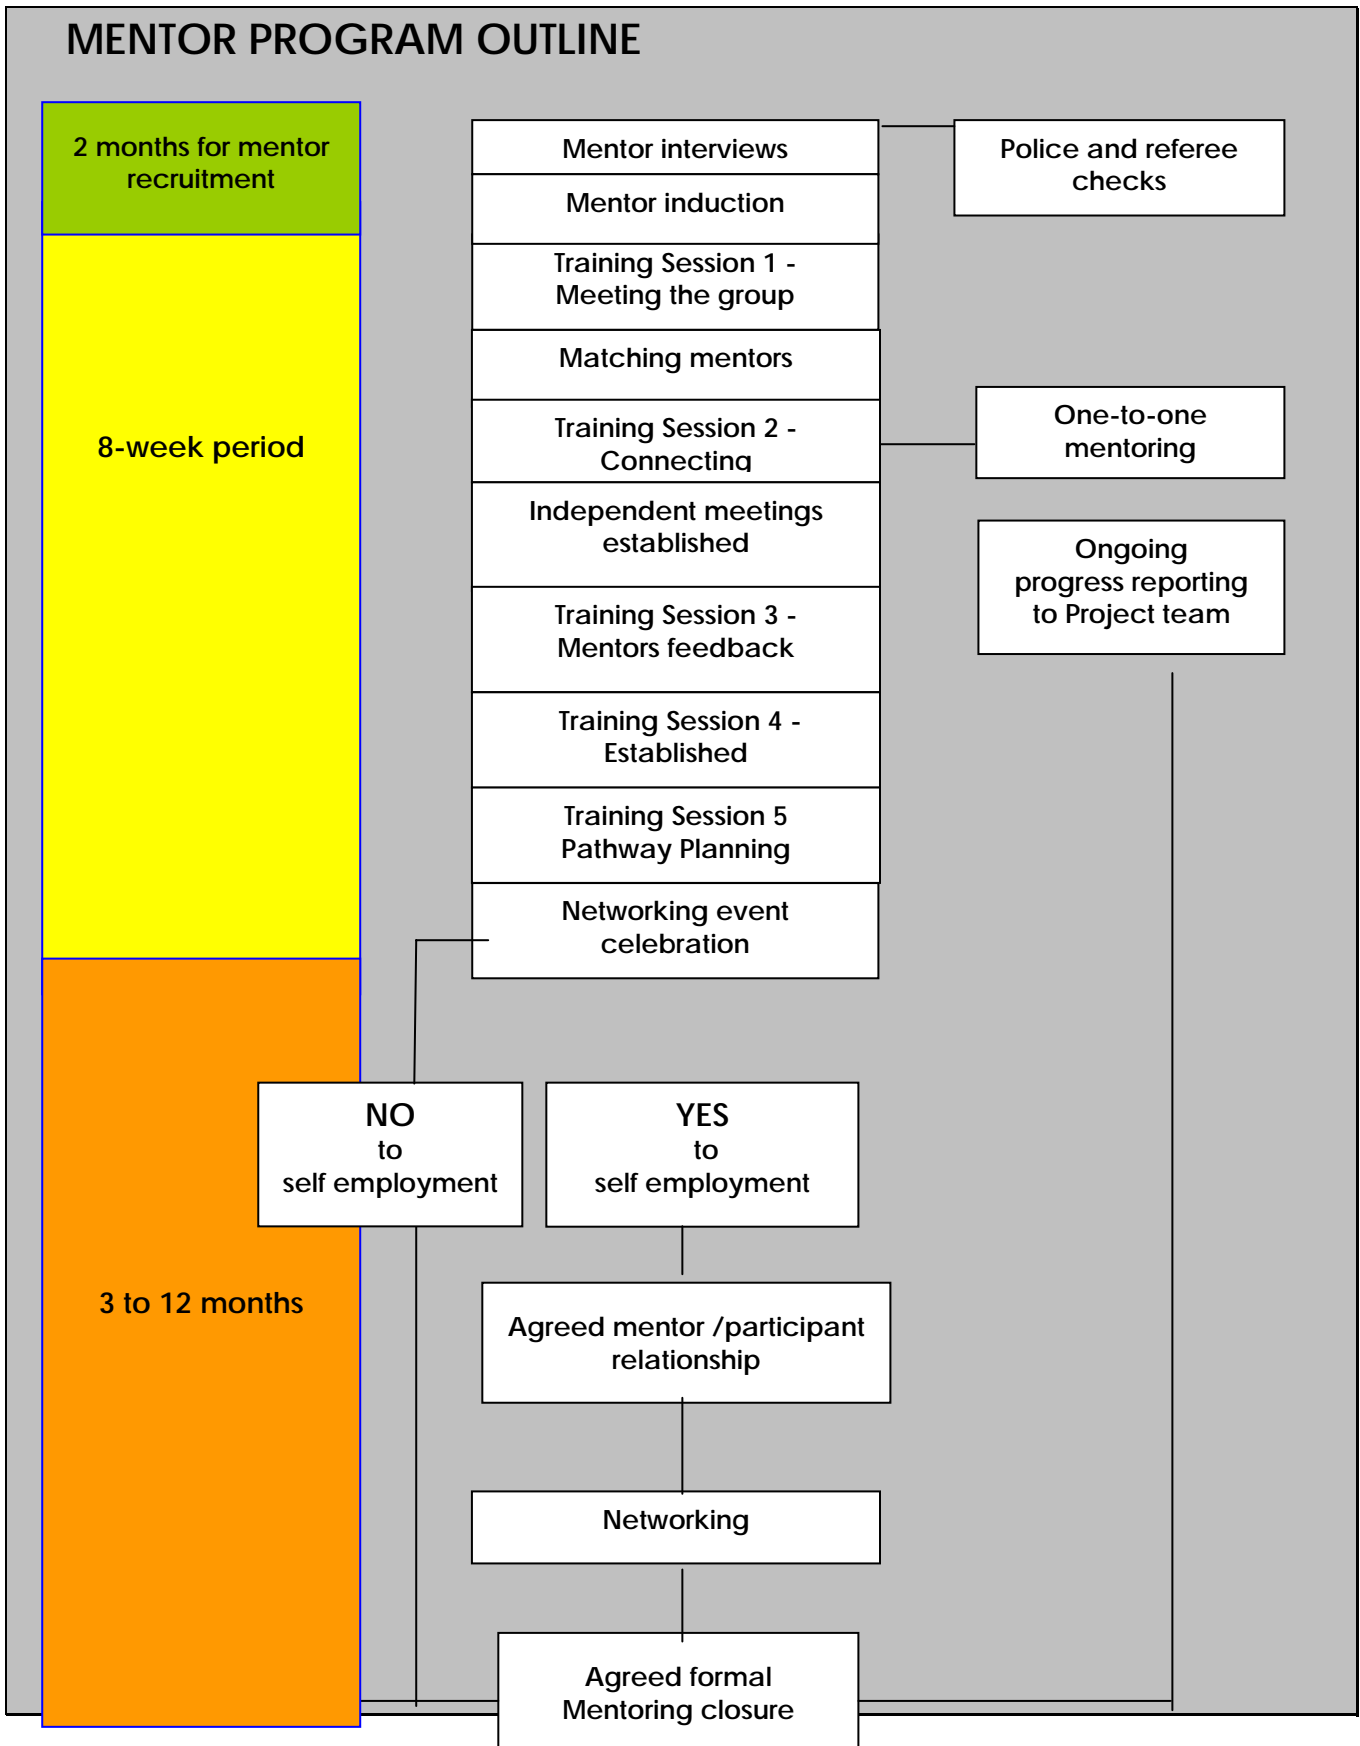 MENTOR PROGRAM OUTLINE
2 months for mentor
recruitment
Mentor interviews
Police and referee
checks
Mentor induction
Training Session 1 -
Meeting the group
Matching mentors
8-week period
Training Session 2 -
Connecting
One-to-one
mentoring
Independent meetings
established
Ongoing
progress reporting
to Project team
Training Session 3 -
Mentors feedback
Training Session 4 -
Established
Training Session 5
Pathway Planning
Networking event
celebration
NO
to
self employment
YES
to
self employment
3 to 12 months
Agreed mentor /participant
relationship
Networking
Agreed formal
Mentoring closure